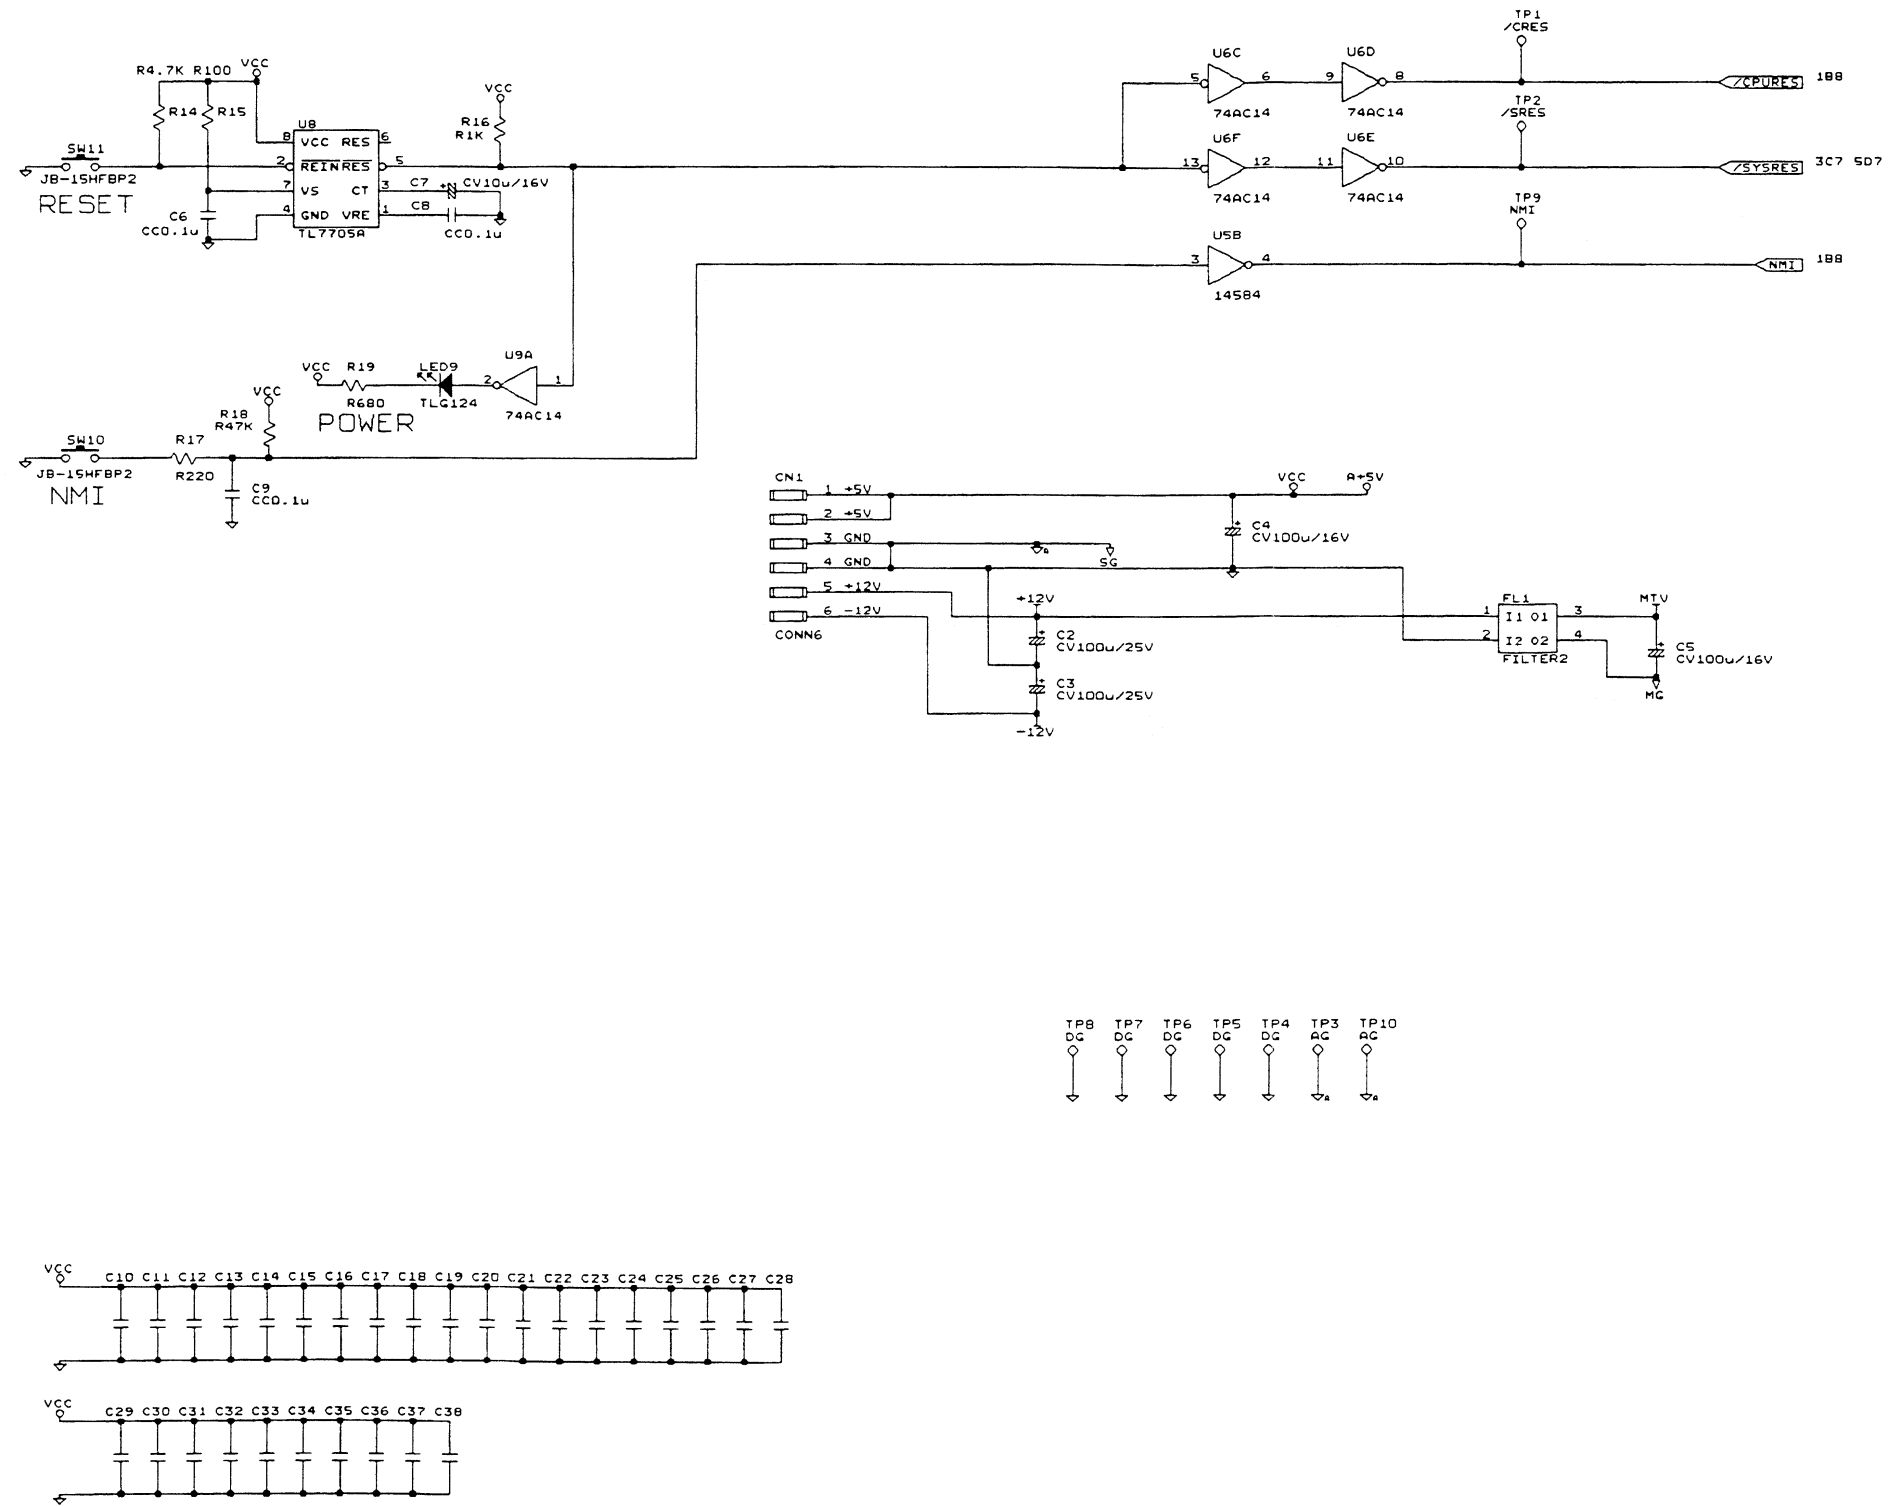 TP1
/CRES
U6C
U6D
5
6
9
8
74AC14
74AC14
/CPURES
1B8
R4.7K R100 VCC
R14
R15
VCC
R16
R1K
U8
8 VCC RES 6
2 REIN RES 5
7 VS CT 3
4 GND VRE 1
TL7705A
SW11
JB-15HFBP2
RESET
C6
CC0.1u
C7
+
CV10u/16V
C8
CC0.1u
TP2
/SRES
U6F
U6E
13
12
11
10
74AC14
74AC14
/SYSRES
3C7 5D7
TP9
NMI
U5B
3
4
14584
NMI
1B8
VCC
R19
R680
LED9
TLG124
U9A
2
1
74AC14
POWER
VCC
R18
R47K
SW10
JB-15HFBP2
NMI
R17
R220
C9
CC0.1u
CN1
1 +5V
2 +5V
3 GND
4 GND
5 +12V
6 -12V
CONN6
VCC
A+5V
+
C4
CV100u/16V
A
SG
+12V
+
C2
CV100u/25V
+
C3
CV100u/25V
-12V
FL1
1 I1 O1 3
2 I2 O2 4
FILTER2
MTV
+
C5
CV100u/16V
MG
TP8 TP7 TP6 TP5 TP4 TP3 TP10
DG DG DG DG DG AG AG
A A
VCC
C10 C11 C12 C13 C14 C15 C16 C17 C18 C19 C20 C21 C22 C23 C24 C25 C26 C27 C28
VCC
C29 C30 C31 C32 C33 C34 C35 C36 C37 C38